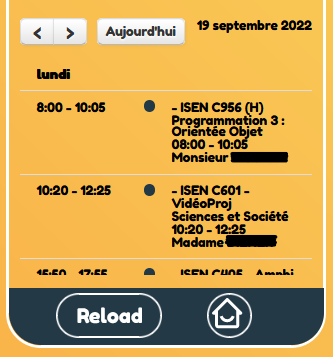 Aujourd'hui
19 septembre 2022
lundi
8:00 - 10:05
- ISEN C956 (H)
Programmation 3 :
Orientée Objet
08:00 - 10:05
Monsieur
10:20 - 12:25
- ISEN C601 -
VidéoProj
Sciences et Société
10:20 - 12:25
Madame
15:50 - 17:55
- ISEN C405 - Amphi
Reload